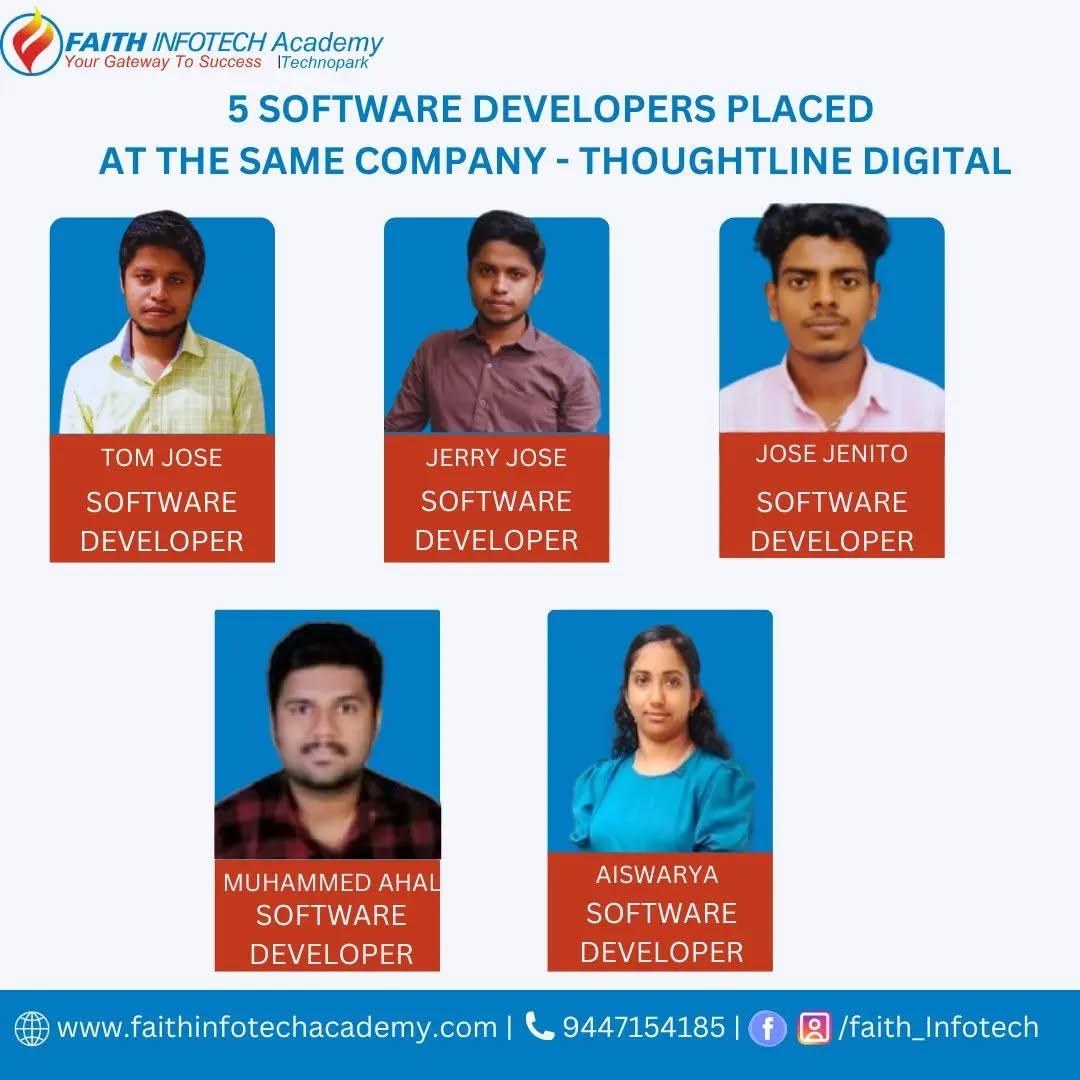 FAITH INFOTECH Academy
Your Gateway To Success |Technopark
5 SOFTWARE DEVELOPERS PLACED
AT THE SAME COMPANY - THOUGHTLINE DIGITAL
TOM JOSE
SOFTWARE
DEVELOPER
JERRY JOSE
SOFTWARE
DEVELOPER
JOSE JENITO
SOFTWARE
DEVELOPER
MUHAMMED AHAL
SOFTWARE
DEVELOPER
AISWARYA
SOFTWARE
DEVELOPER
www.faithinfotechacademy.com | 9447154185 | /faith_Infotech